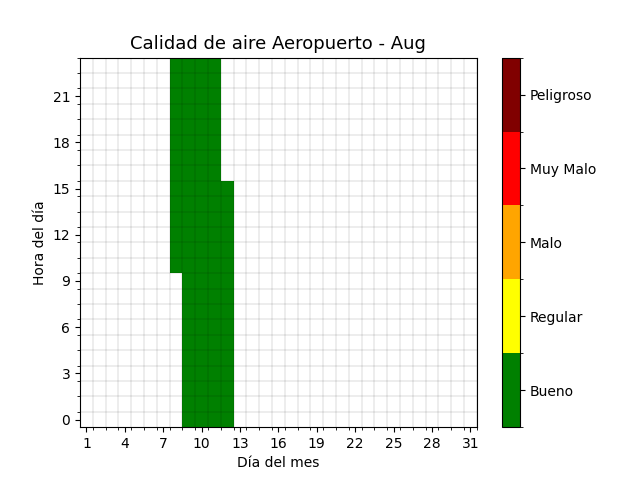 Calidad de aire Aeropuerto - Aug
Hora del día
21
18
15
12
9
6
3
0
1 4 7 10 13 16 19 22 25 28 31
Día del mes
Peligroso
Muy Malo
Malo
Regular
Bueno